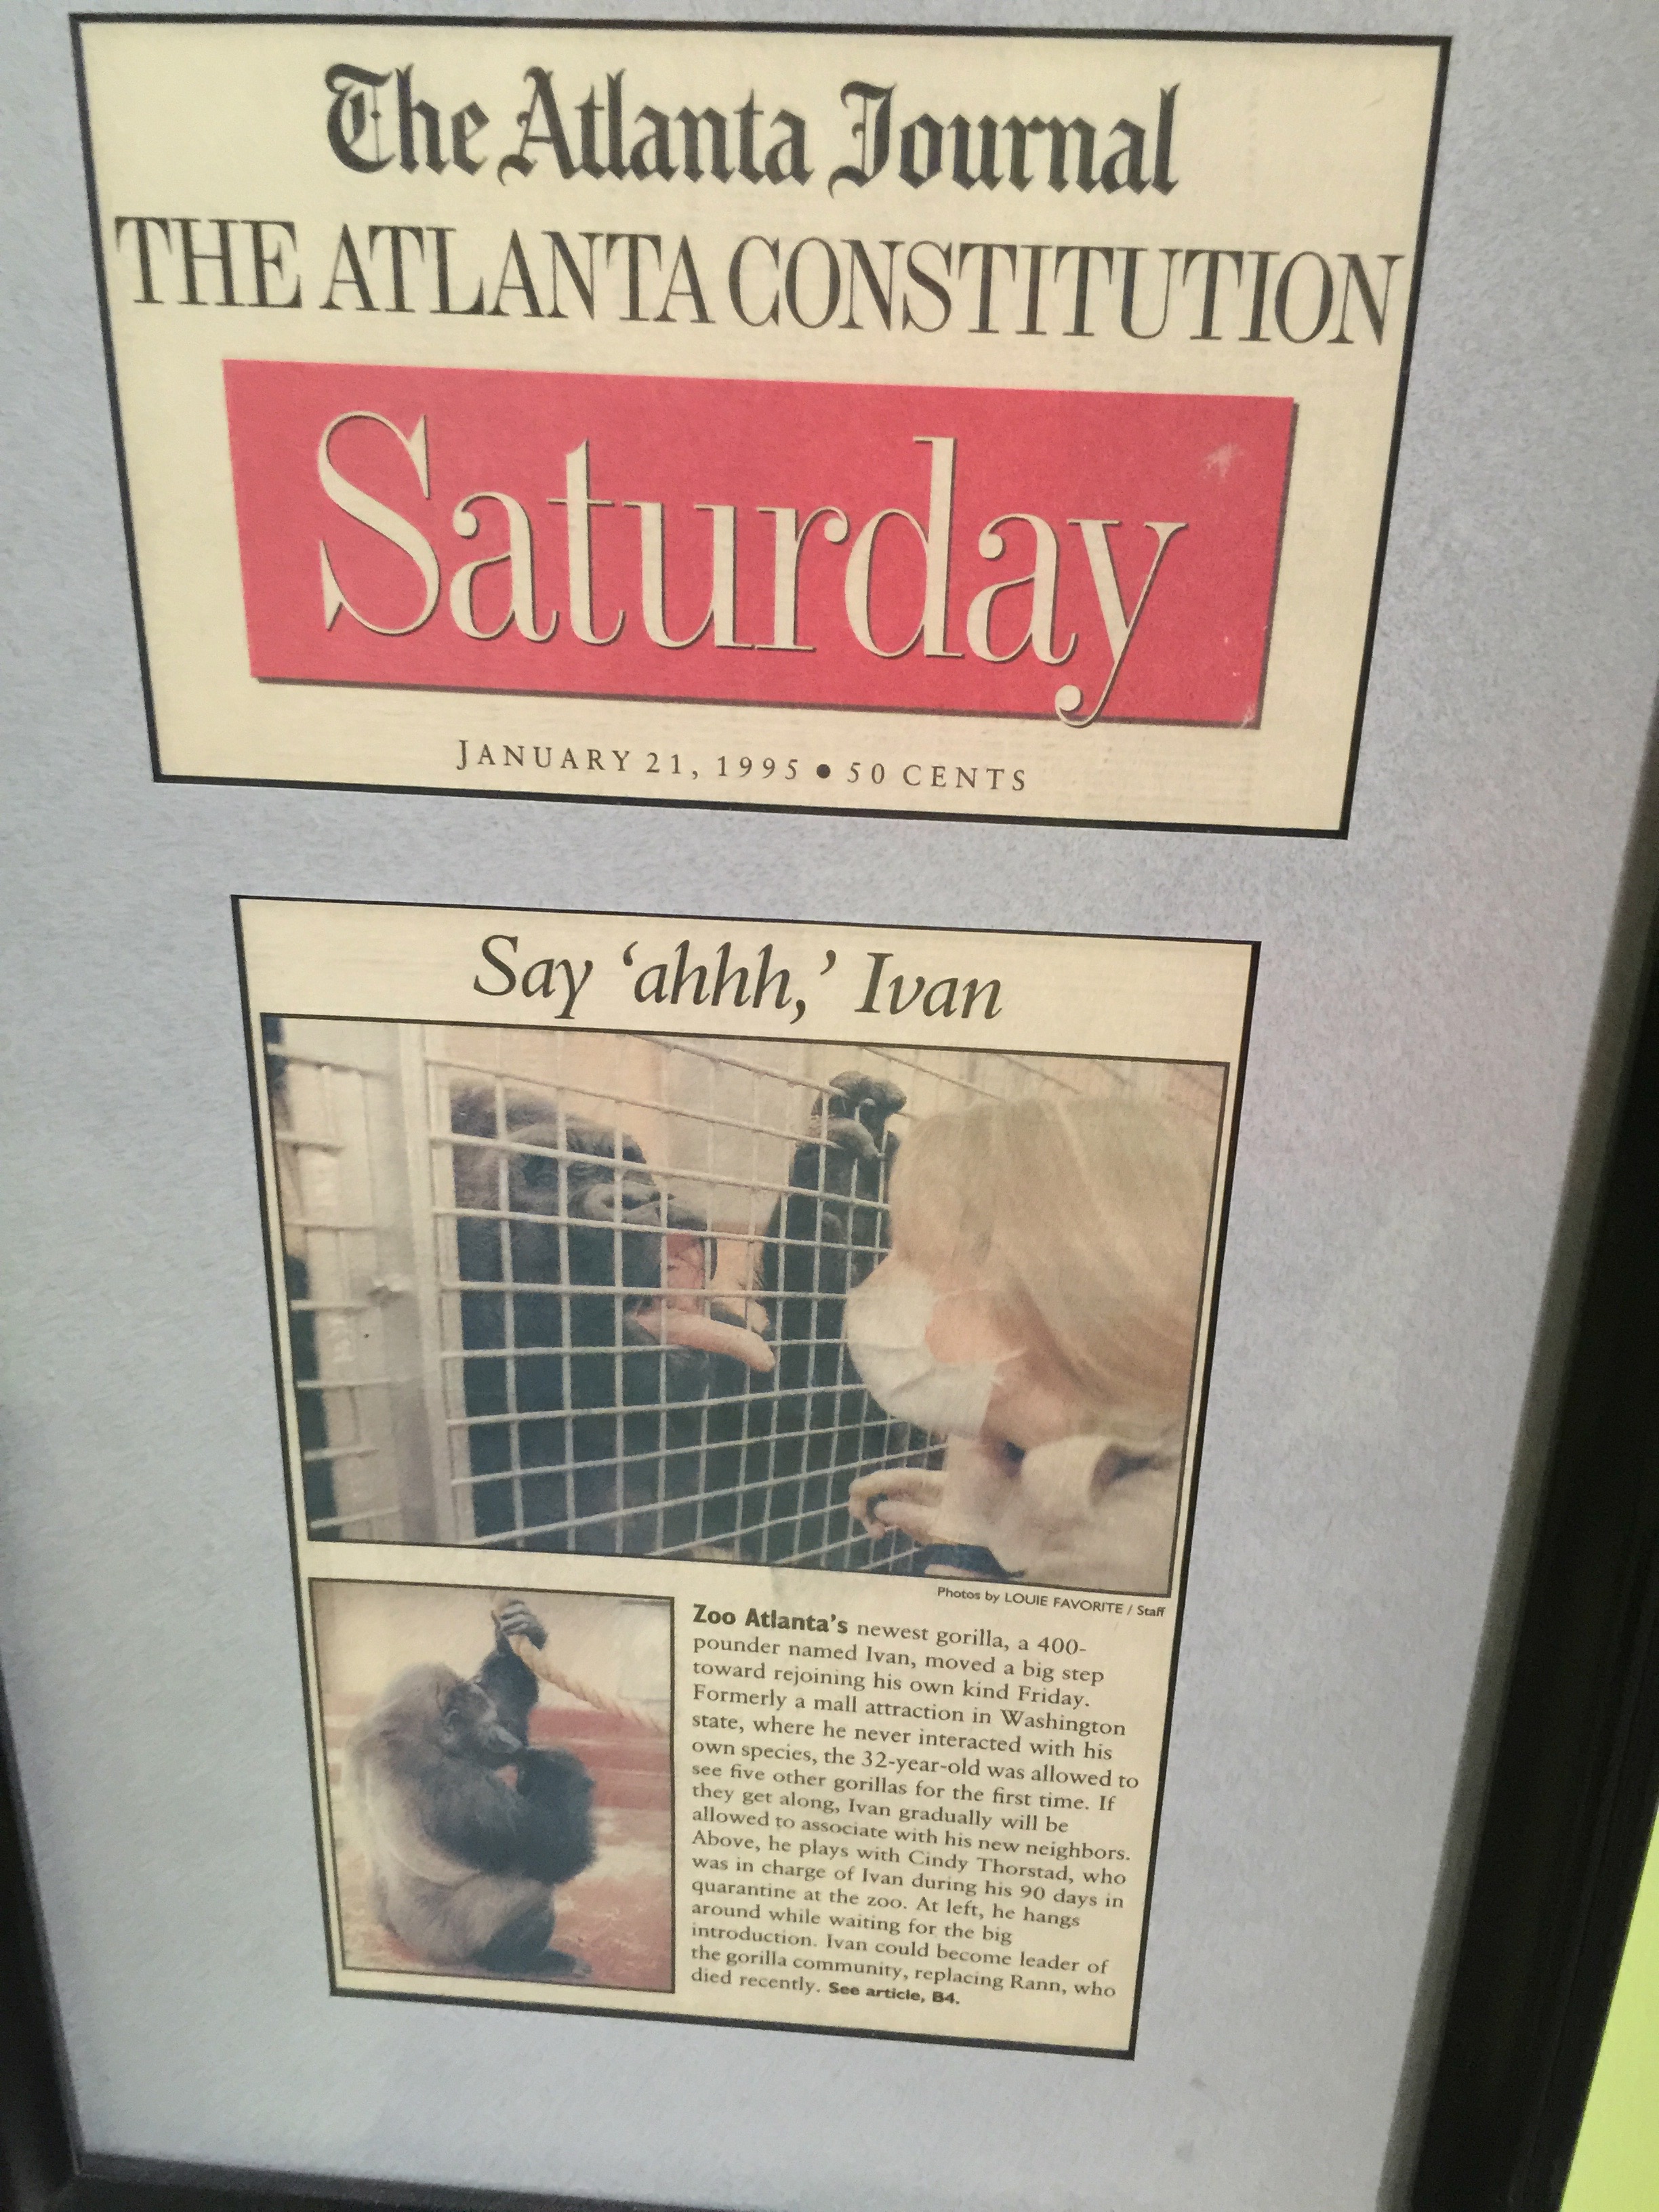 The Atlanta Journal
THE ATLANTA CONSTITUTION
Saturday
JANUARY 21, 1995 ● 50 CENTS
Say ‘ahhh,’ Ivan
Photos by LOUIE FAVORITE / Staff
Zoo Atlanta's newest gorilla, a 400-
pounder named Ivan, moved a big step
toward rejoining his own kind Friday.
Formerly a mall attraction in Washington
state, where he never interacted with his
own species, the 32-year-old was allowed to
see five other gorillas for the first time. If
they get along, Ivan gradually will be
allowed to associate with his new neighbors.
Above, he plays with Cindy Thorstad, who
was in charge of Ivan during his 90 days in
quarantine at the zoo. At left, he hangs
around while waiting for the big
introduction. Ivan could become leader of
the gorilla community, replacing Rann, who
died recently. See article, B4.